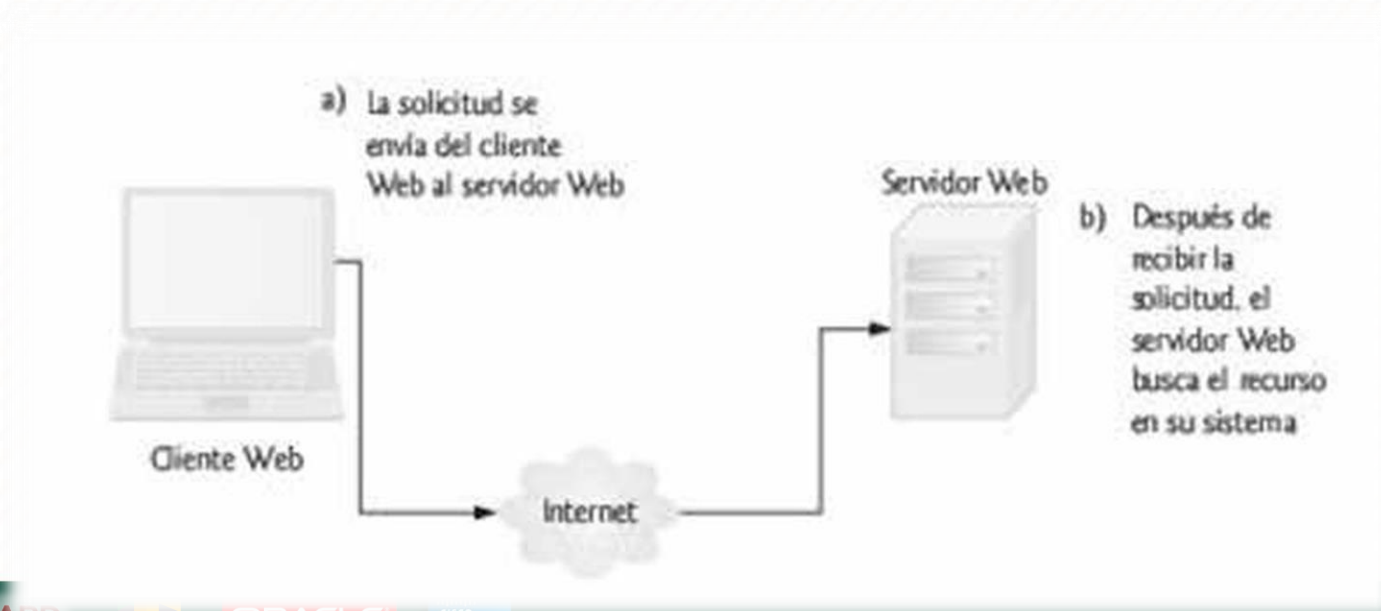 a) La solicitud se
envía del cliente
Web al servidor Web
Servidor Web
b) Después de
recibir la
solicitud, el
servidor Web
busca el recurso
en su sistema
Cliente Web
Internet